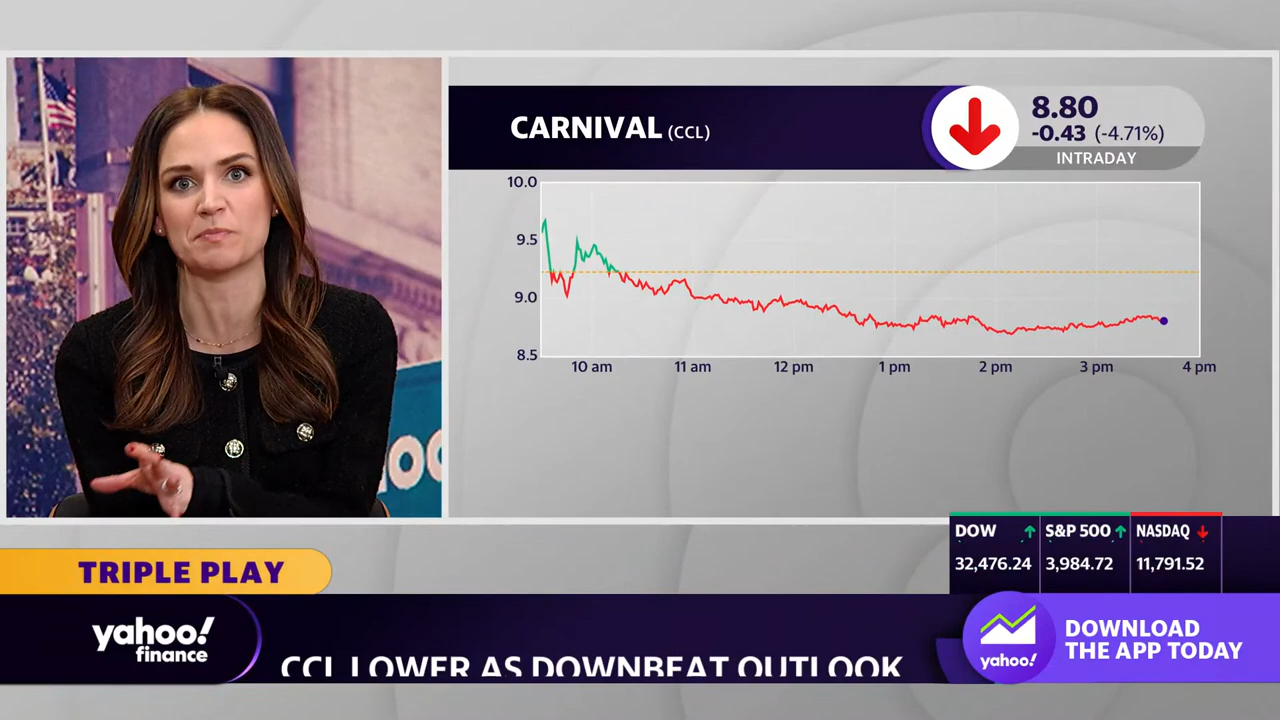 CARNIVAL (CCL)
8.80
-0.43 (-4.71%)
INTRADAY
10.0
9.5
9.0
8.5
10 am
11 am
12 pm
1 pm
2 pm
3 pm
4 pm
DOW
S&P 500
NASDAQ
32,476.24
3,984.72
11,791.52
TRIPLE PLAY
yahoo!
finance
CCL LOWER AS DOWNBEAT OUTLOOK
yahoo!
DOWNLOAD
THE APP TODAY